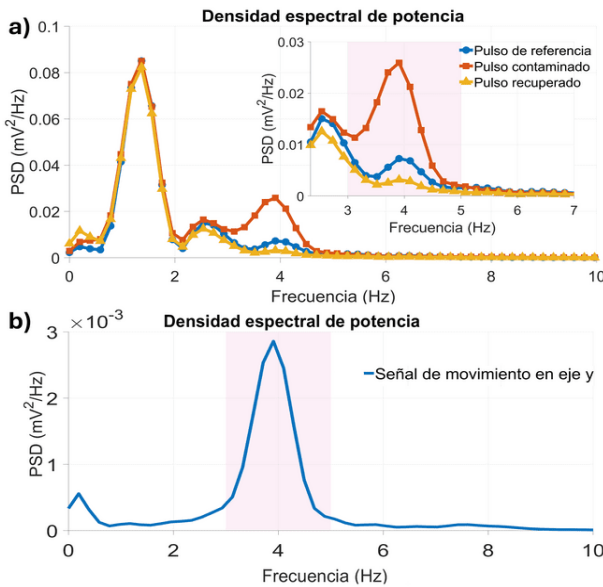 Densidad espectral de potencia
a)
0.1
0.08
0.06
0.04
0.02
0
PSD (mV²/Hz)
0 2 4 6 8 10
Frecuencia (Hz)
0.03
0.02
0.01
0
PSD (mV²/Hz)
3 4 5 6 7
Frecuencia (Hz)
Pulso de referencia
Pulso contaminado
Pulso recuperado
b)
×10⁻³
Densidad espectral de potencia
3
2
1
0
PSD (mV²/Hz)
Señal de movimiento en eje y
0 2 4 6 8 10
Frecuencia (Hz)